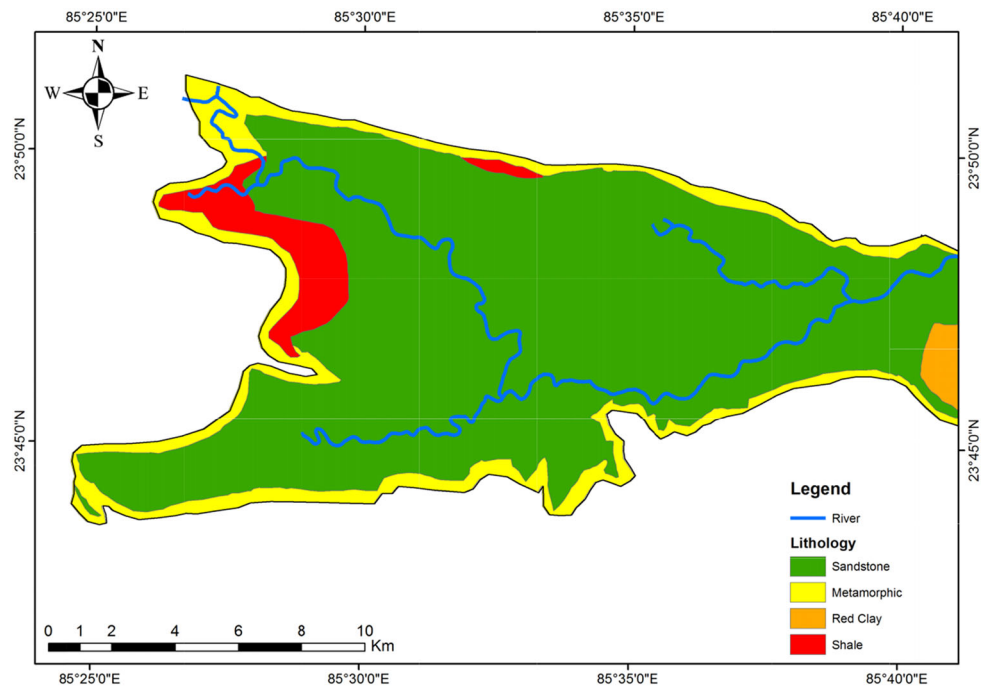 85°25'0"E 85°30'0"E 85°35'0"E 85°40'0"E
N
W E
S
23°50'0"N 23°50'0"N
23°45'0"N 23°45'0"N
Legend
River
Lithology
Sandstone
Metamorphic
Red Clay
Shale
0 1 2 4 6 8 10
Km
85°25'0"E 85°30'0"E 85°35'0"E 85°40'0"E